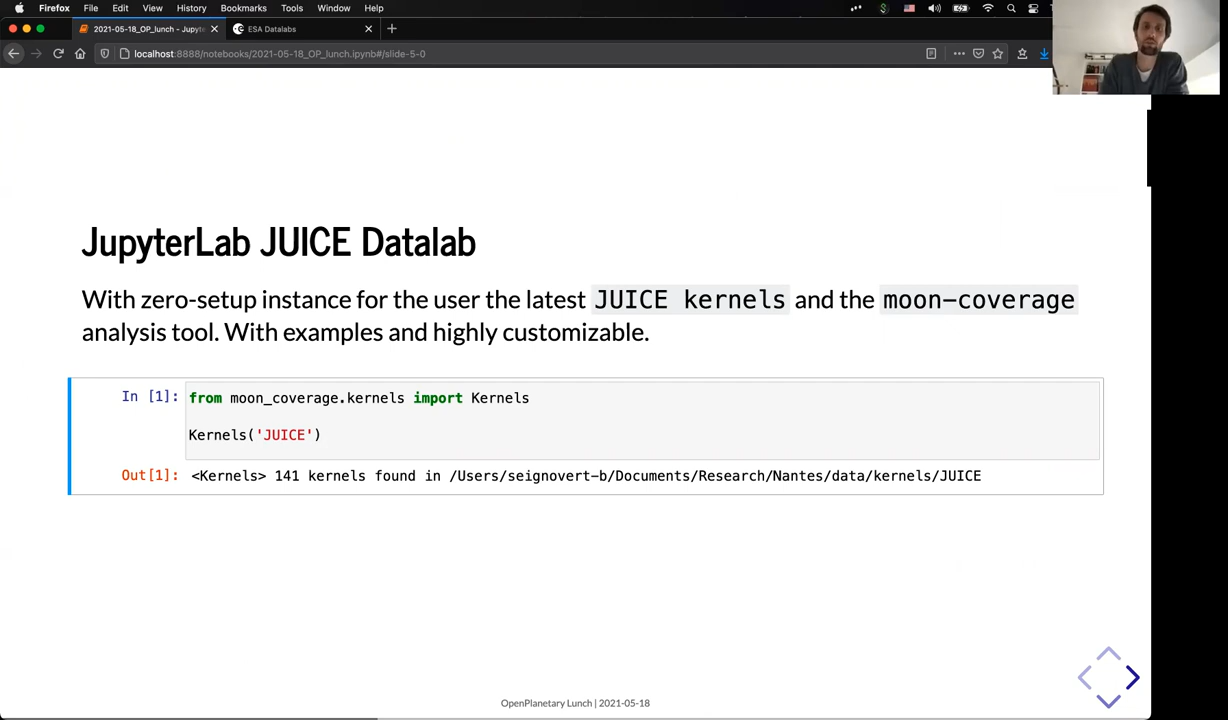 Firefox File Edit View History Bookmarks Tools Window Help
2021-05-18_OP_lunch - Jupyte
ESA Datalabs
localhost:8888/notebooks/2021-05-18_OP_lunch.ipynb#/slide-5-0
JupyterLab JUICE Datalab
With zero-setup instance for the user the latest JUICE kernels and the moon-coverage
analysis tool. With examples and highly customizable.
In [1]: from moon_coverage.kernels import Kernels
Kernels('JUICE')
Out[1]: <Kernels> 141 kernels found in /Users/seignovert-b/Documents/Research/Nantes/data/kernels/JUICE
OpenPlanetary Lunch | 2021-05-18